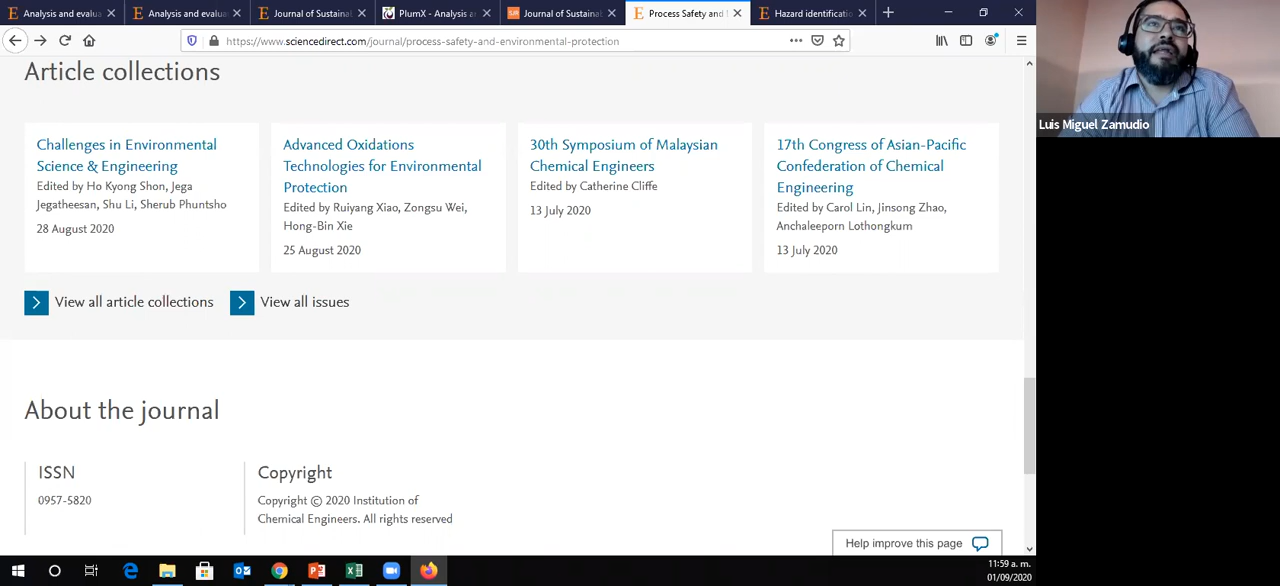 Analysis and evalua
Analysis and evalua
Journal of Sustaina
PlumX - Analysis an
Journal of Sustaina
Process Safety and
Hazard identificatio
https://www.sciencedirect.com/journal/process-safety-and-environmental-protection
Luis Miguel Zamudio
Article collections
Challenges in Environmental
Science & Engineering
Edited by Ho Kyong Shon, Jega
Jegatheesan, Shu Li, Sherub Phuntsho
28 August 2020
Advanced Oxidations
Technologies for Environmental
Protection
Edited by Ruiyang Xiao, Zongsu Wei,
Hong-Bin Xie
25 August 2020
30th Symposium of Malaysian
Chemical Engineers
Edited by Catherine Cliffe
13 July 2020
17th Congress of Asian-Pacific
Confederation of Chemical
Engineering
Edited by Carol Lin, Jinsong Zhao,
Anchaleeporn Lothongkum
13 July 2020
View all article collections
View all issues
About the journal
ISSN
0957-5820
Copyright
Copyright © 2020 Institution of
Chemical Engineers. All rights reserved
Help improve this page
11:59 a. m.
01/09/2020